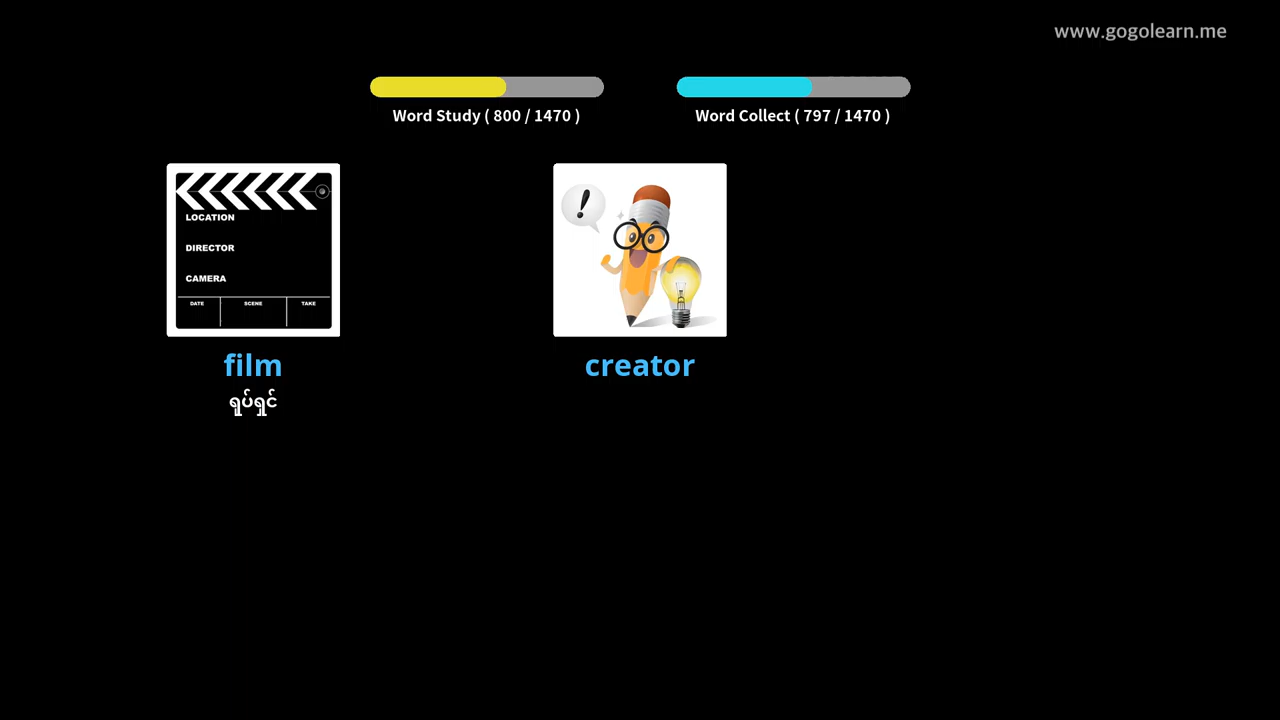 www.gogolearn.me
Word Study ( 800 / 1470 )
Word Collect ( 797 / 1470 )
LOCATION
DIRECTOR
CAMERA
DATE SCENE TAKE
!
film
creator
ရုပ်ရှင်